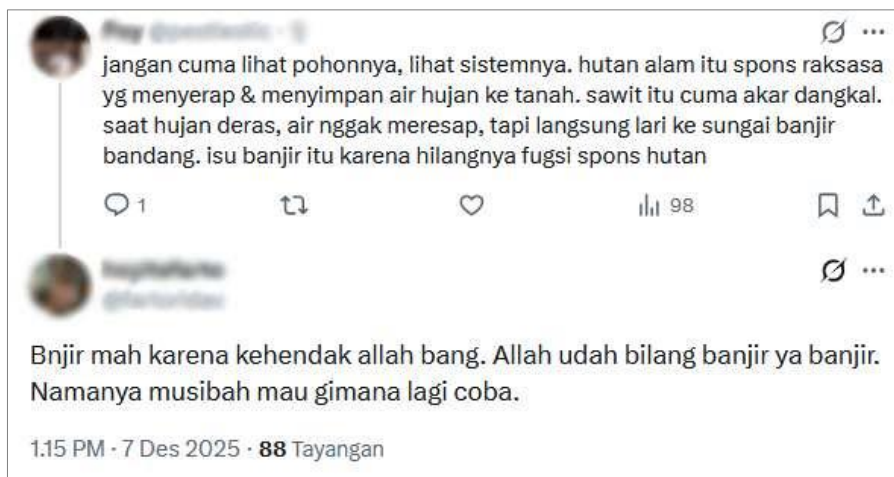 jangan cuma lihat pohonnya, lihat sistemnya. hutan alam itu spons raksasa
yg menyerap & menyimpan air hujan ke tanah. sawit itu cuma akar dangkal.
saat hujan deras, air nggak meresap, tapi langsung lari ke sungai banjir
bandang. isu banjir itu karena hilangnya fugsi spons hutan
1 98
Bnjir mah karena kehendak allah bang. Allah udah bilang banjir ya banjir.
Namanya musibah mau gimana lagi coba.
1.15 PM · 7 Des 2025 · 88 Tayangan